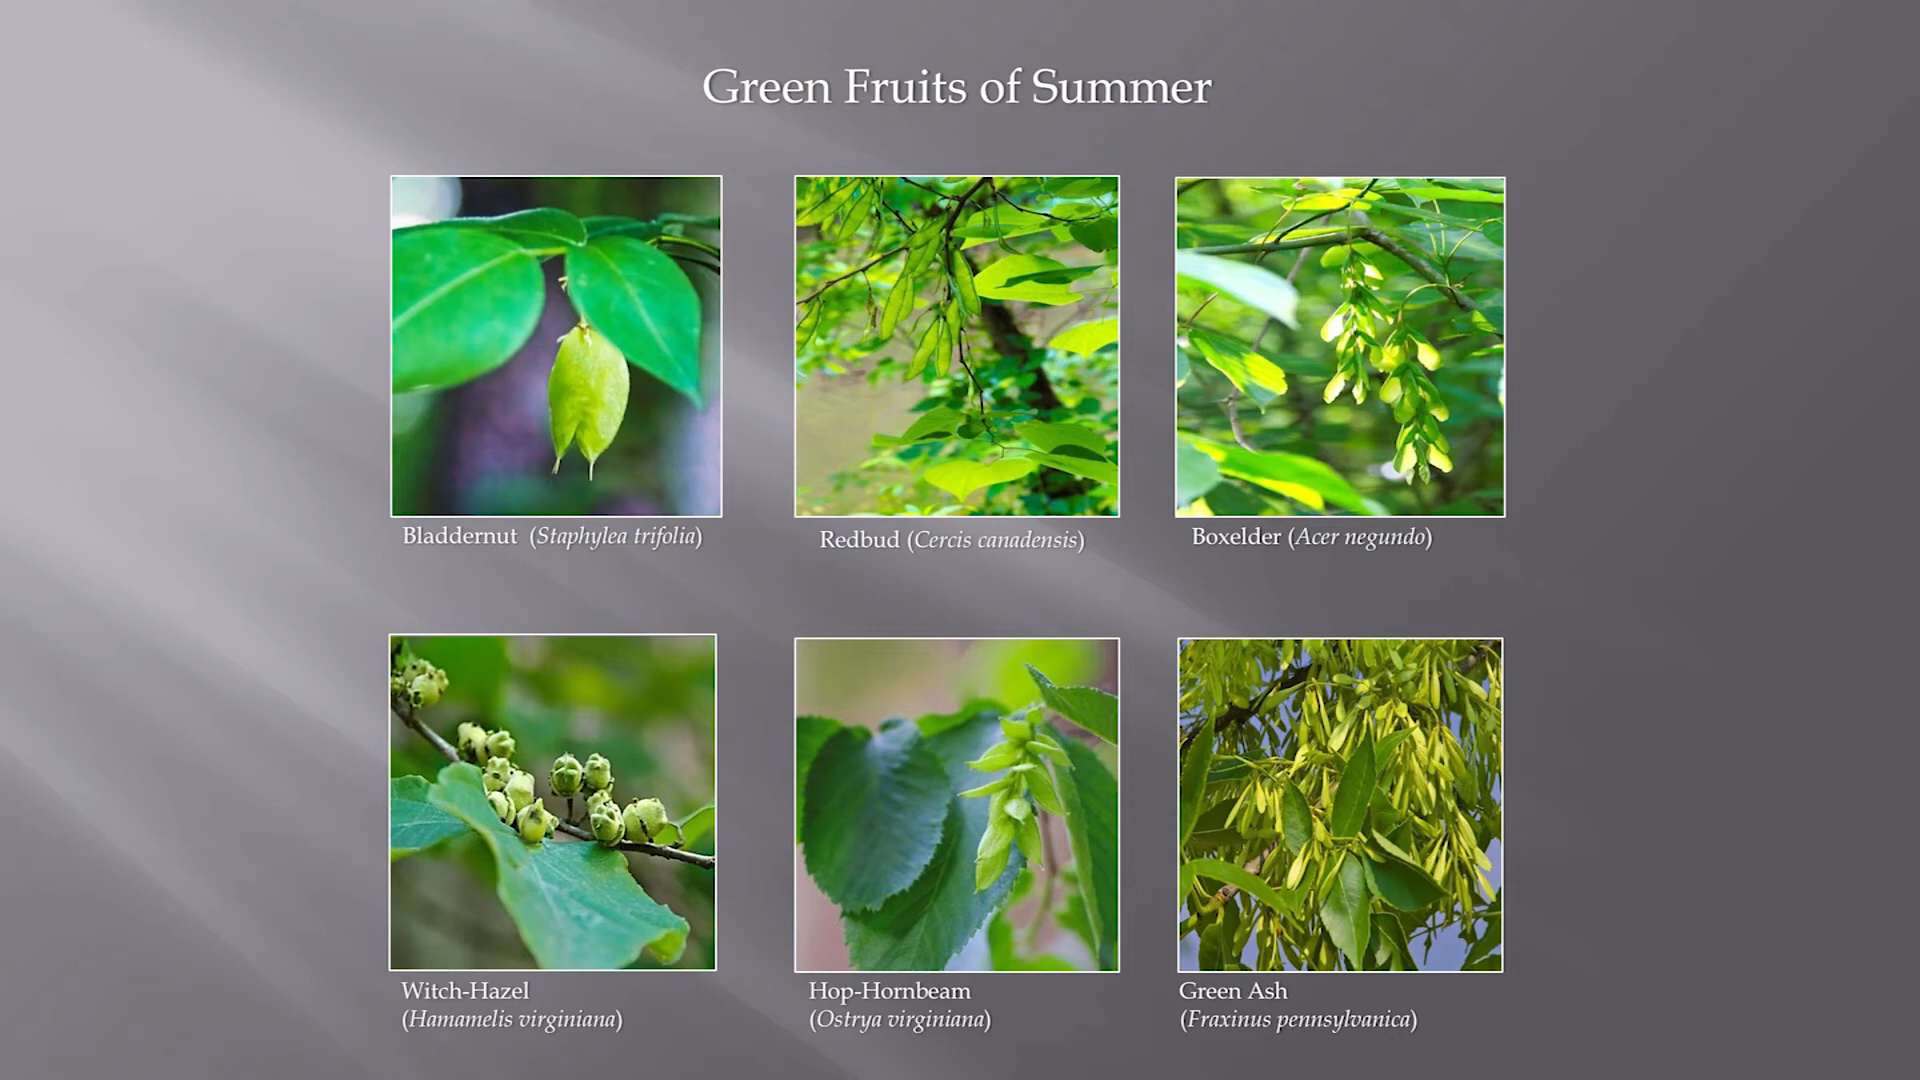 Green Fruits of Summer
Bladdernut (Staphylea trifolia)
Redbud (Cercis canadensis)
Boxelder (Acer negundo)
Witch-Hazel
(Hamamelis virginiana)
Hop-Hornbeam
(Ostrya virginiana)
Green Ash
(Fraxinus pennsylvanica)